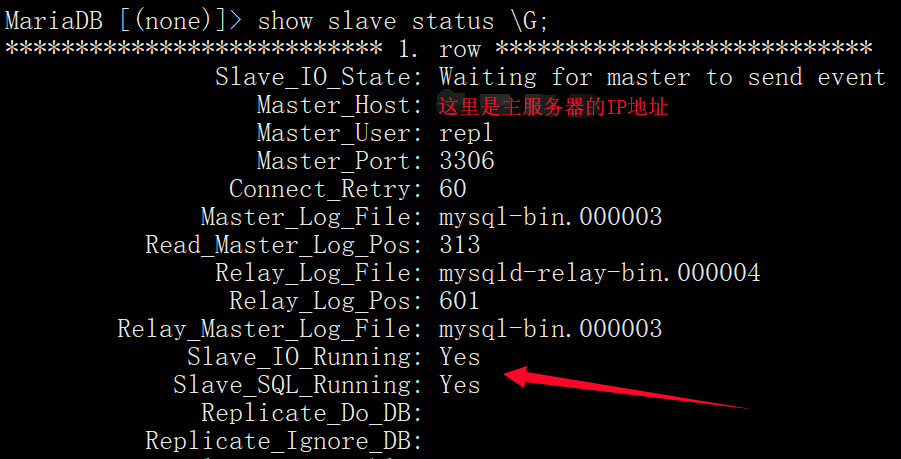 MariaDB [(none)]> show slave status \G;
*************************** 1. row ***************************
Slave_IO_State: Waiting for master to send event
Master_Host: 这里是主服务器的IP地址
Master_User: repl
Master_Port: 3306
Connect_Retry: 60
Master_Log_File: mysql-bin.000003
Read_Master_Log_Pos: 313
Relay_Log_File: mysqld-relay-bin.000004
Relay_Log_Pos: 601
Relay_Master_Log_File: mysql-bin.000003
Slave_IO_Running: Yes
Slave_SQL_Running: Yes
Replicate_Do_DB:
Replicate_Ignore_DB: